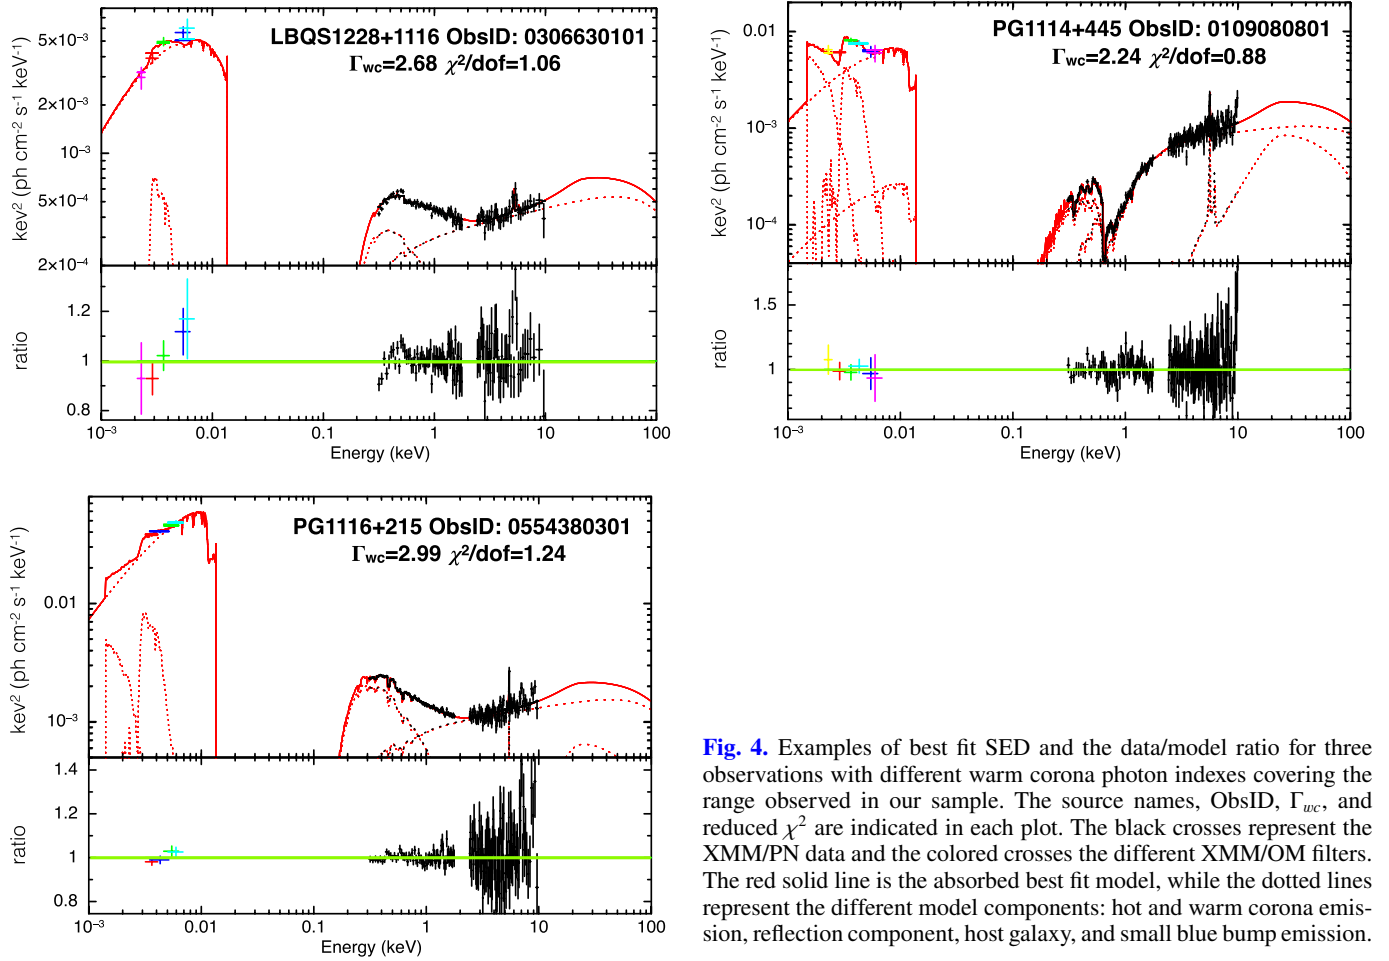 LBQS1228+1116 ObsID: 0306630101
Γwc=2.68 χ²/dof=1.06
kev² (ph cm⁻² s⁻¹ keV⁻¹)
5×10⁻³
2×10⁻³
10⁻³
5×10⁻⁴
2×10⁻⁴
ratio
1.2
1
0.8
10⁻³ 0.01 0.1 1 10 100
Energy (keV)
PG1114+445 ObsID: 0109080801
Γwc=2.24 χ²/dof=0.88
kev² (ph cm⁻² s⁻¹ keV⁻¹)
0.01
10⁻³
10⁻⁴
ratio
1.5
1
10⁻³ 0.01 0.1 1 10 100
Energy (keV)
PG1116+215 ObsID: 0554380301
Γwc=2.99 χ²/dof=1.24
kev² (ph cm⁻² s⁻¹ keV⁻¹)
0.01
10⁻³
ratio
1.4
1.2
1
0.8
10⁻³ 0.01 0.1 1 10 100
Energy (keV)
Fig. 4. Examples of best fit SED and the data/model ratio for three
observations with different warm corona photon indexes covering the
range observed in our sample. The source names, ObsID, Γwc, and
reduced χ² are indicated in each plot. The black crosses represent the
XMM/PN data and the colored crosses the different XMM/OM filters.
The red solid line is the absorbed best fit model, while the dotted lines
represent the different model components: hot and warm corona emis-
sion, reflection component, host galaxy, and small blue bump emission.